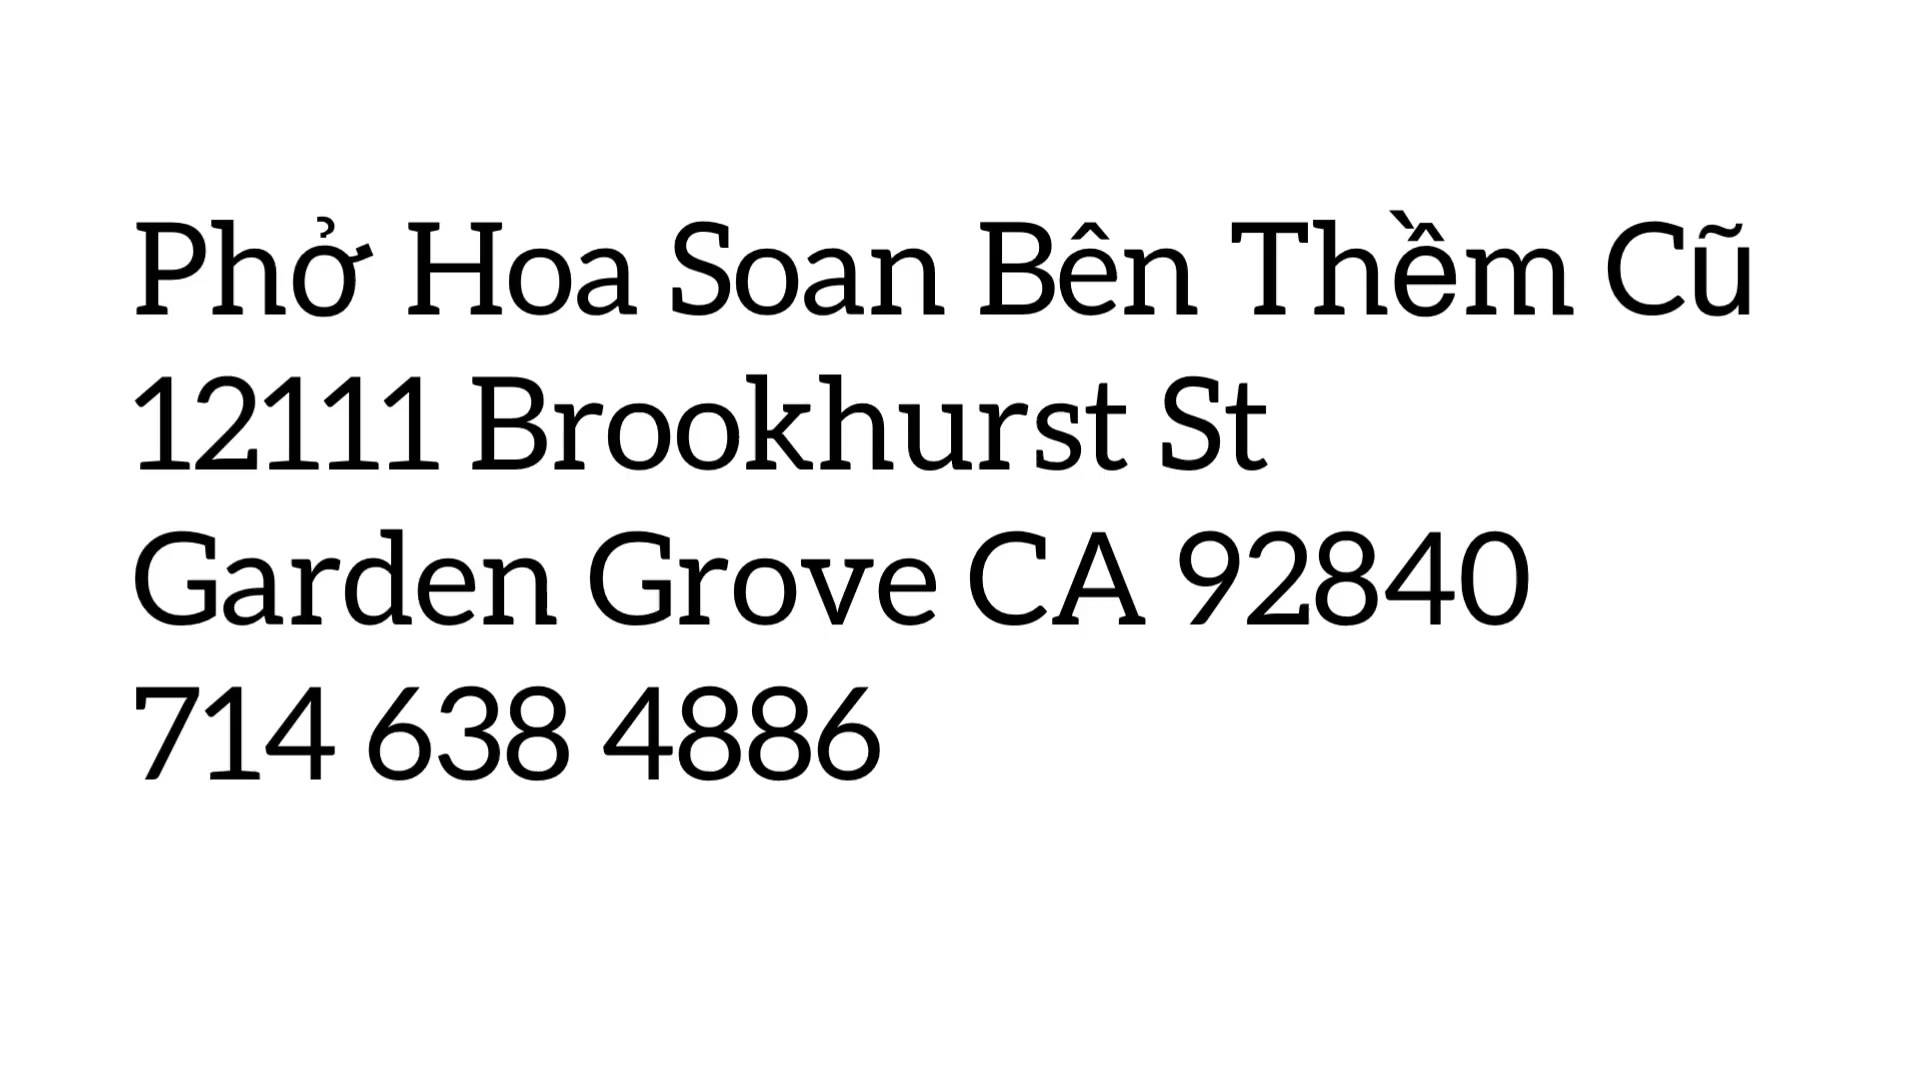 Phở Hoa Soan Bên Thềm Cũ
12111 Brookhurst St
Garden Grove CA 92840
714 638 4886